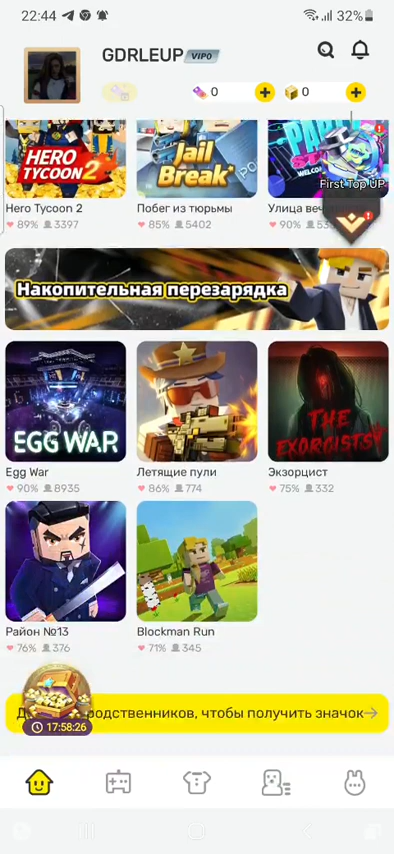 22:44
32%
GDRLEUP VIP0
0
0
HERO TYCOON 2
Jail Break
WELCO
First Top UP
Hero Tycoon 2
Побег из тюрьмы
Улица веч
89% 3397
85% 5402
90%
Накопительная перезарядка
EGG WAR
THE EXORCISTS
Egg War
Летящие пули
Экзорцист
90% 8935
86% 774
75% 332
Район №13
Blockman Run
76% 376
71% 345
родственников, чтобы получить значок
17:58:26